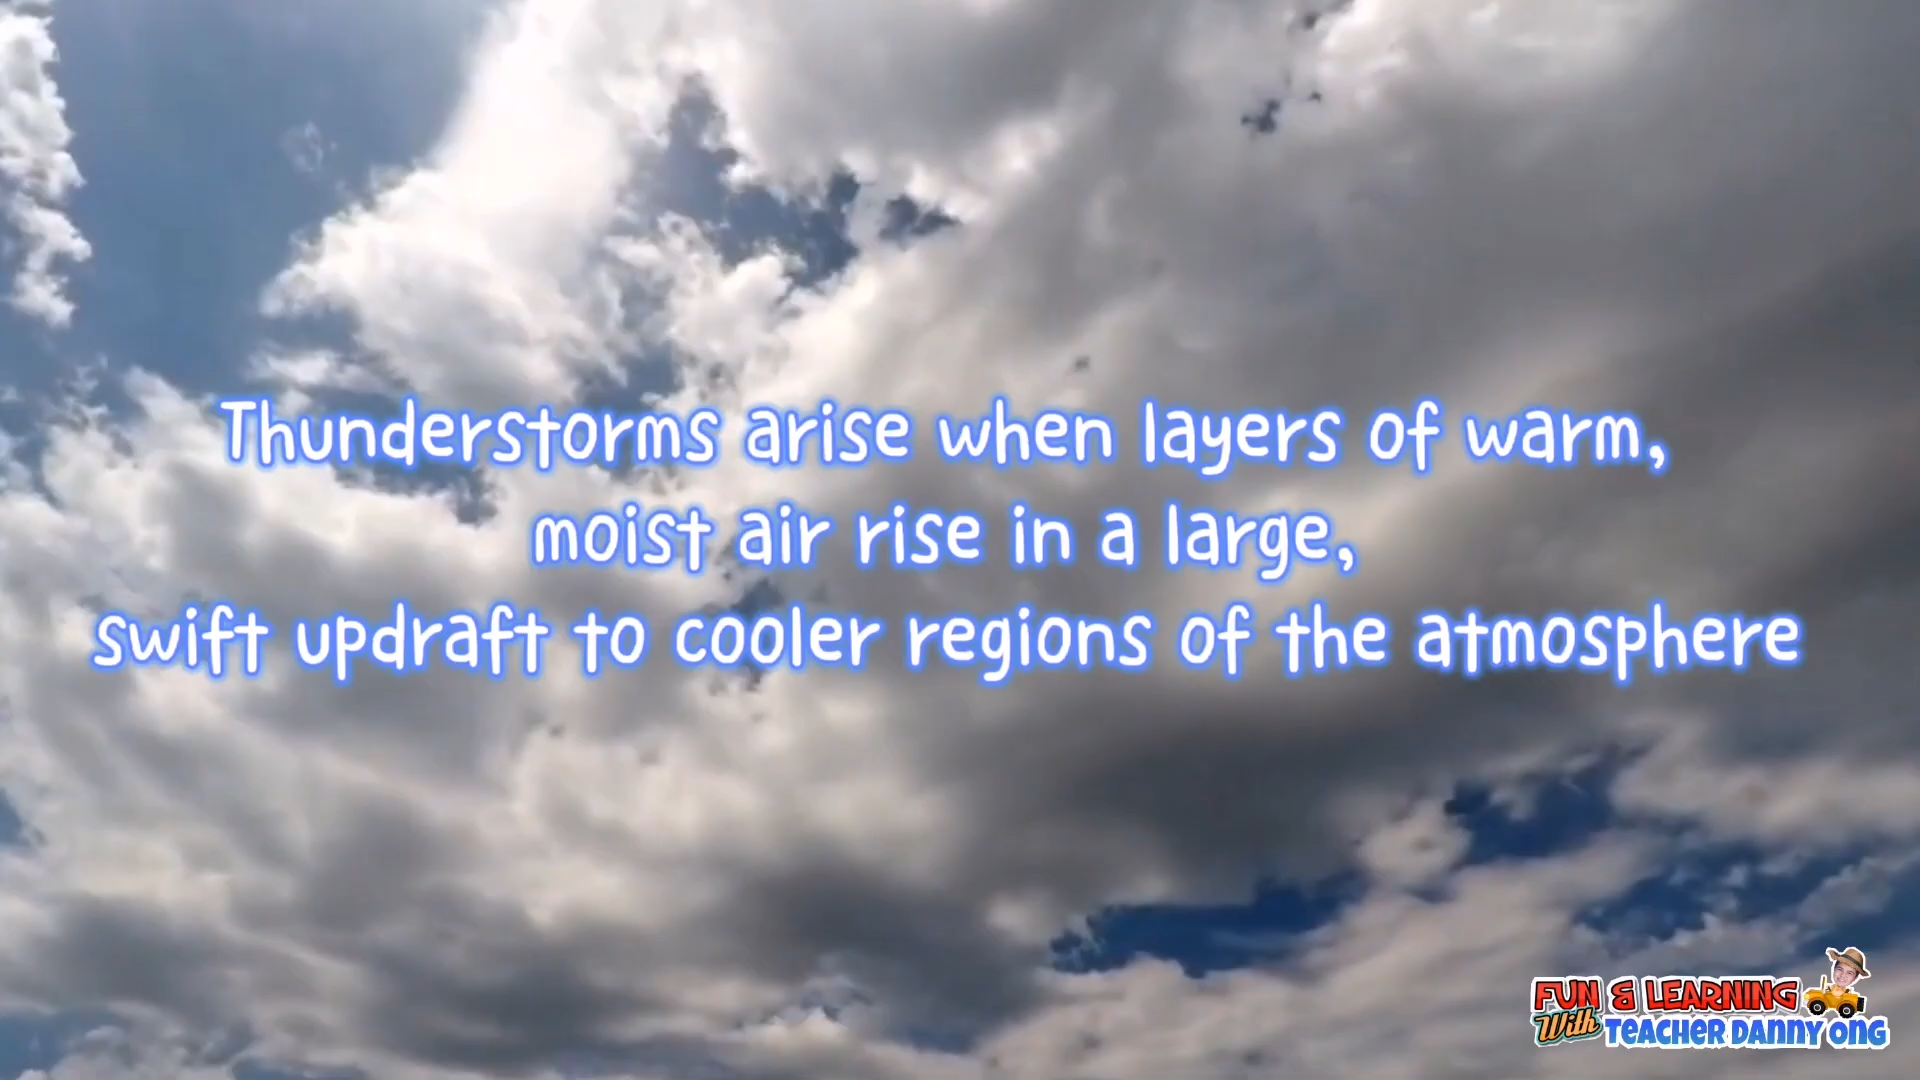 Thunderstorms arise when layers of warm,
moist air rise in a large,
swift updraft to cooler regions of the atmosphere
FUN & LEARNING
With TEACHER DANNY ONG